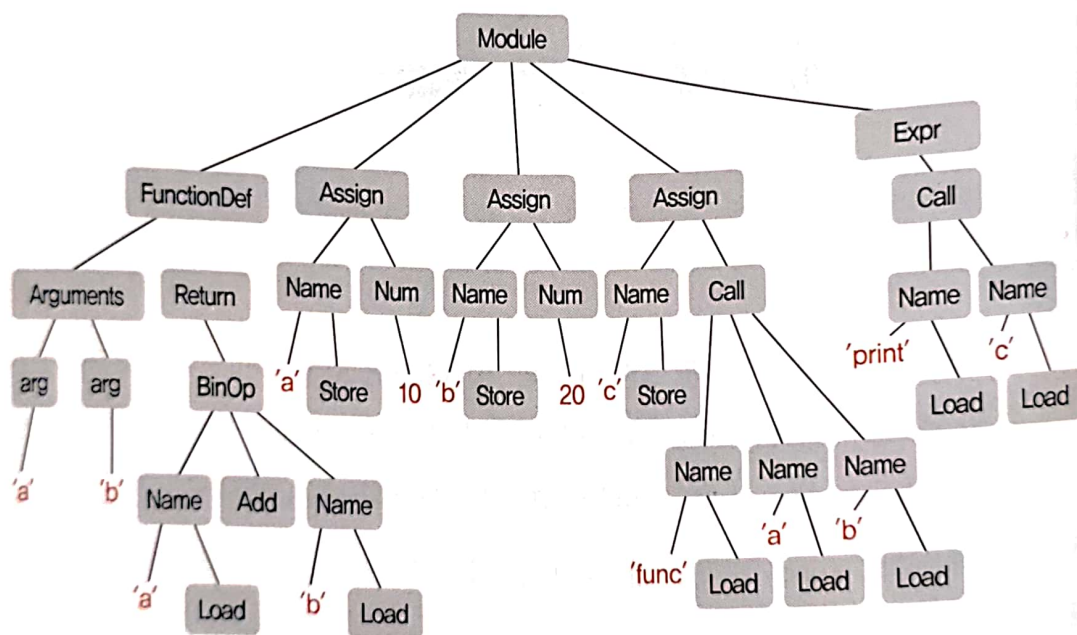 Module
Expr
FunctionDef Assign Assign Assign Call
Arguments Return Name Num Name Num Name Call Name Name
'print' 'c'
arg arg BinOp 'a' Store 10 'b' Store 20 'c' Store Load Load
Name Name Name
'a' 'b' Name Add Name 'a' 'b'
'func' Load Load Load
'a' Load 'b' Load